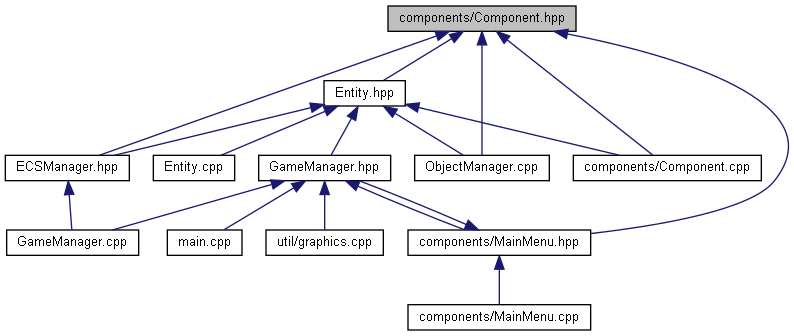 components/Component.hpp
Entity.hpp
ECSManager.hpp
Entity.cpp
GameManager.hpp
ObjectManager.cpp
components/Component.cpp
GameManager.cpp
main.cpp
util/graphics.cpp
components/MainMenu.hpp
components/MainMenu.cpp